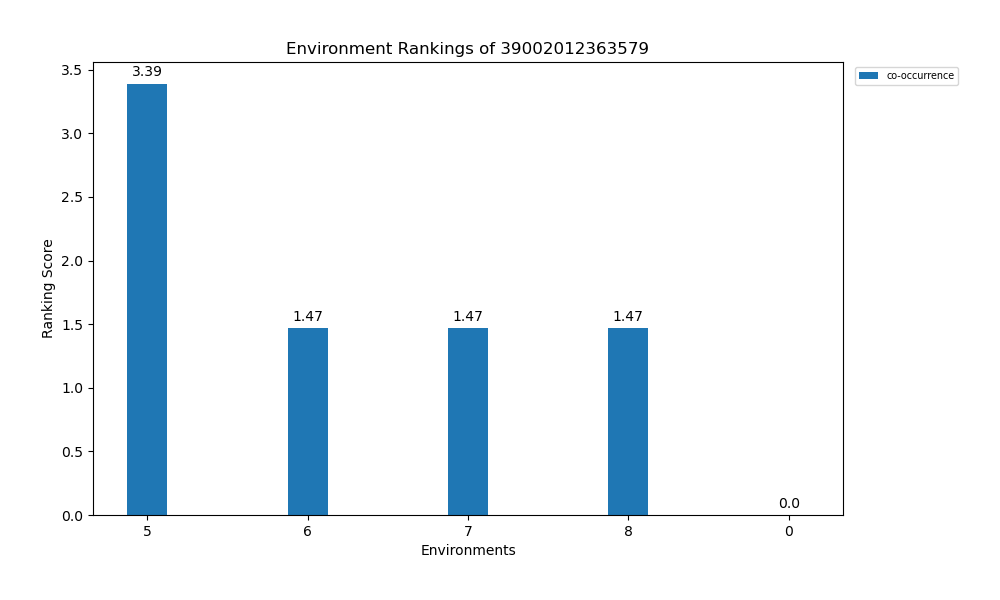 Environment Rankings of 39002012363579
co-occurrence
Ranking Score
3.5
3.0
2.5
2.0
1.5
1.0
0.5
0.0
3.39
1.47
1.47
1.47
0.0
5 6 7 8 0
Environments